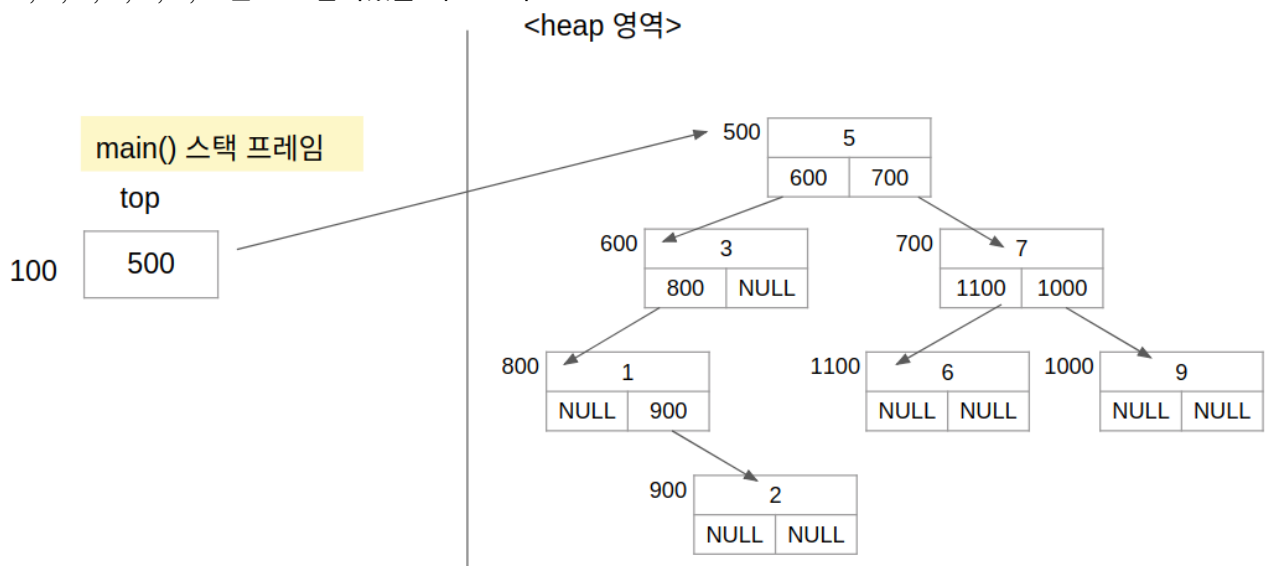 <heap 영역>
main() 스택 프레임
top
100
500
500
5
600 700
600
3
800 NULL
700
7
1100 1000
800
1
NULL 900
1100
6
NULL NULL
1000
9
NULL NULL
900
2
NULL NULL